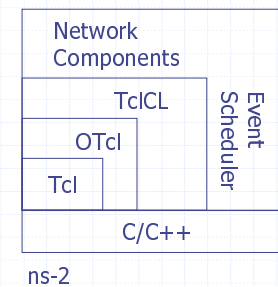 Network
Components
TclCL
Event
Scheduler
OTcl
Tcl
C/C++
ns-2